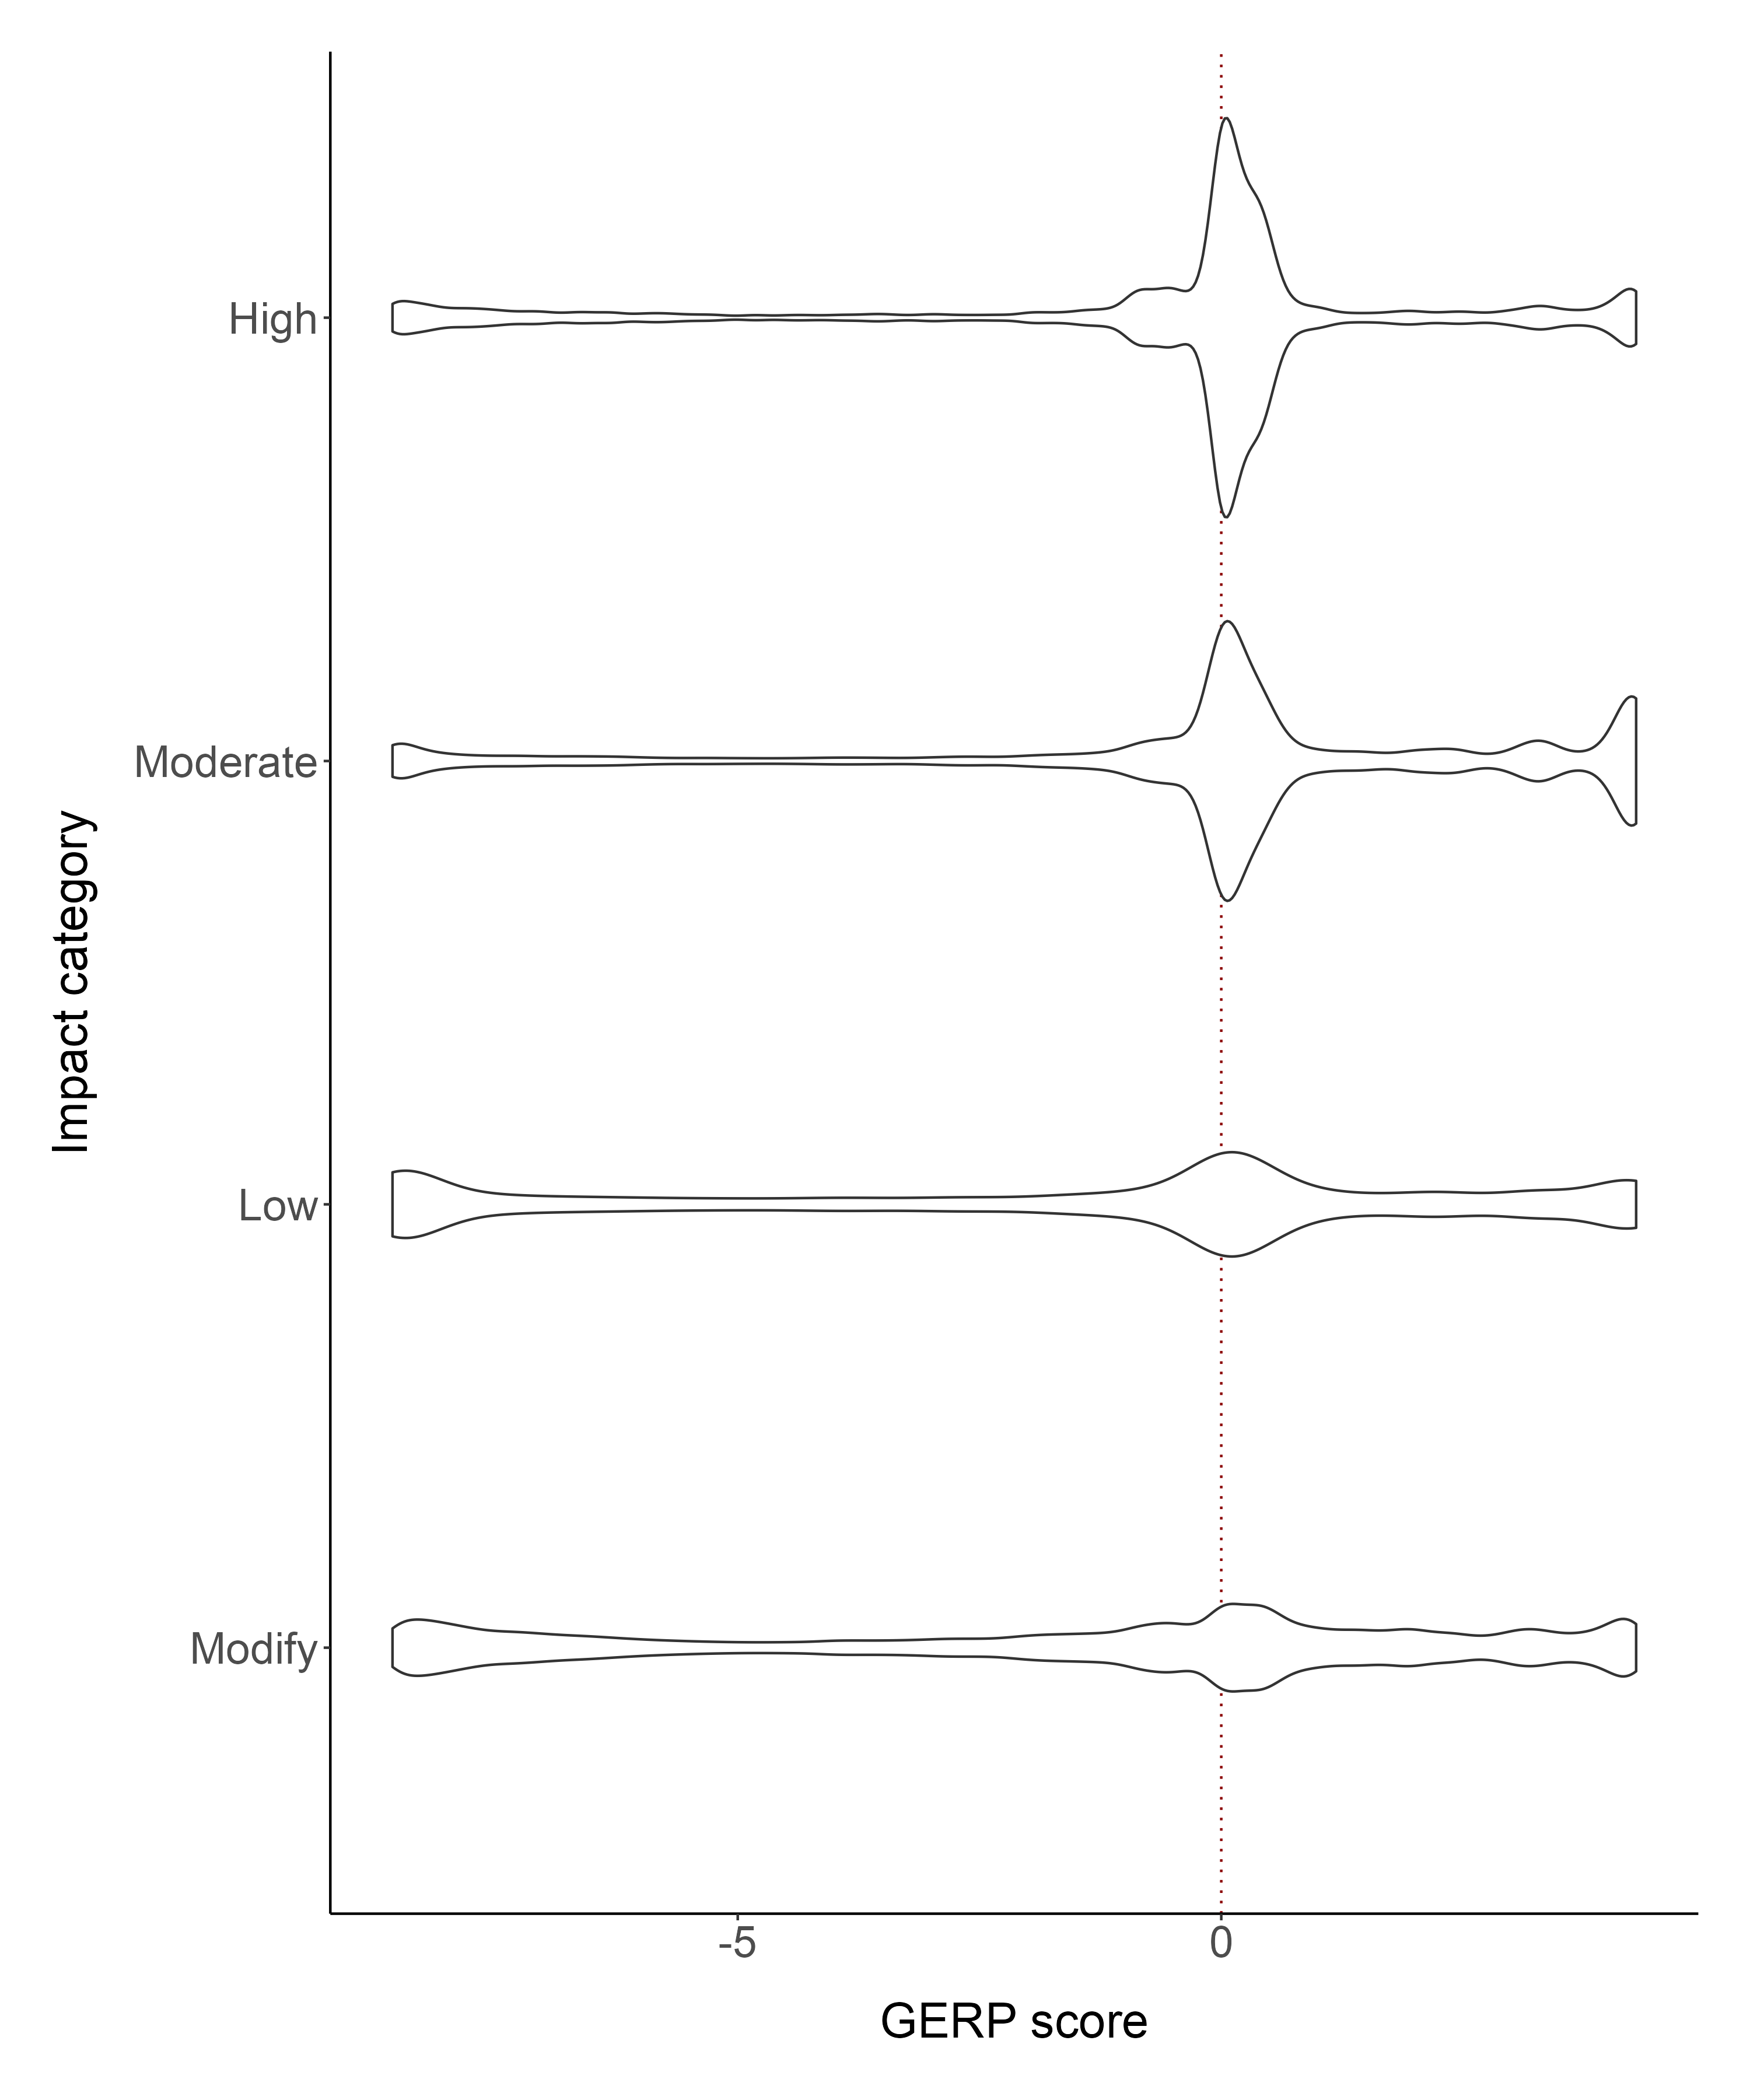 Impact category
High
Moderate
Low
Modify
-5
0
GERP score